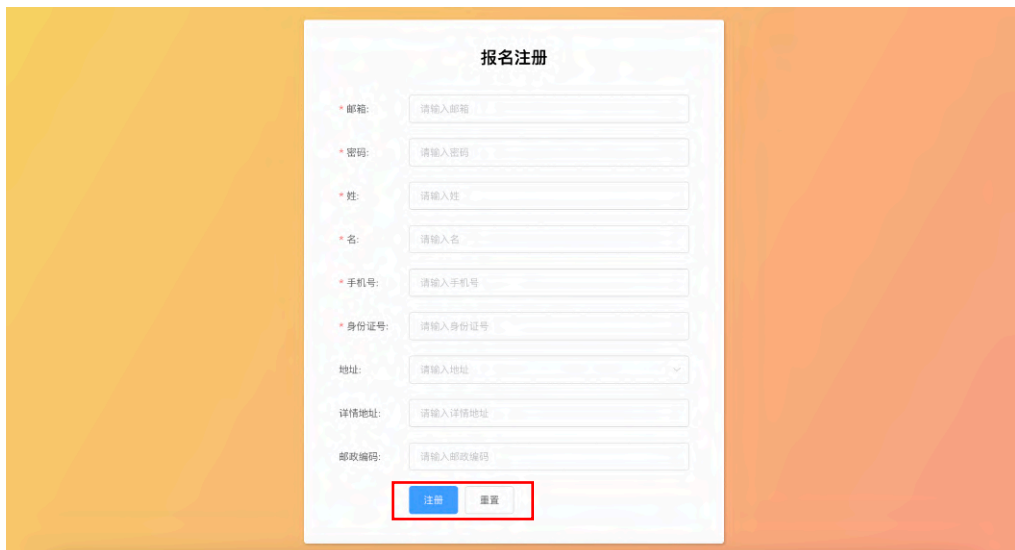 报名注册
* 邮箱: 请输入邮箱
* 密码: 请输入密码
* 姓: 请输入姓
* 名: 请输入名
* 手机号: 请输入手机号
* 身份证号: 请输入身份证号
地址: 请输入地址
详情地址: 请输入详情地址
邮政编码: 请输入邮政编码
注册 重置